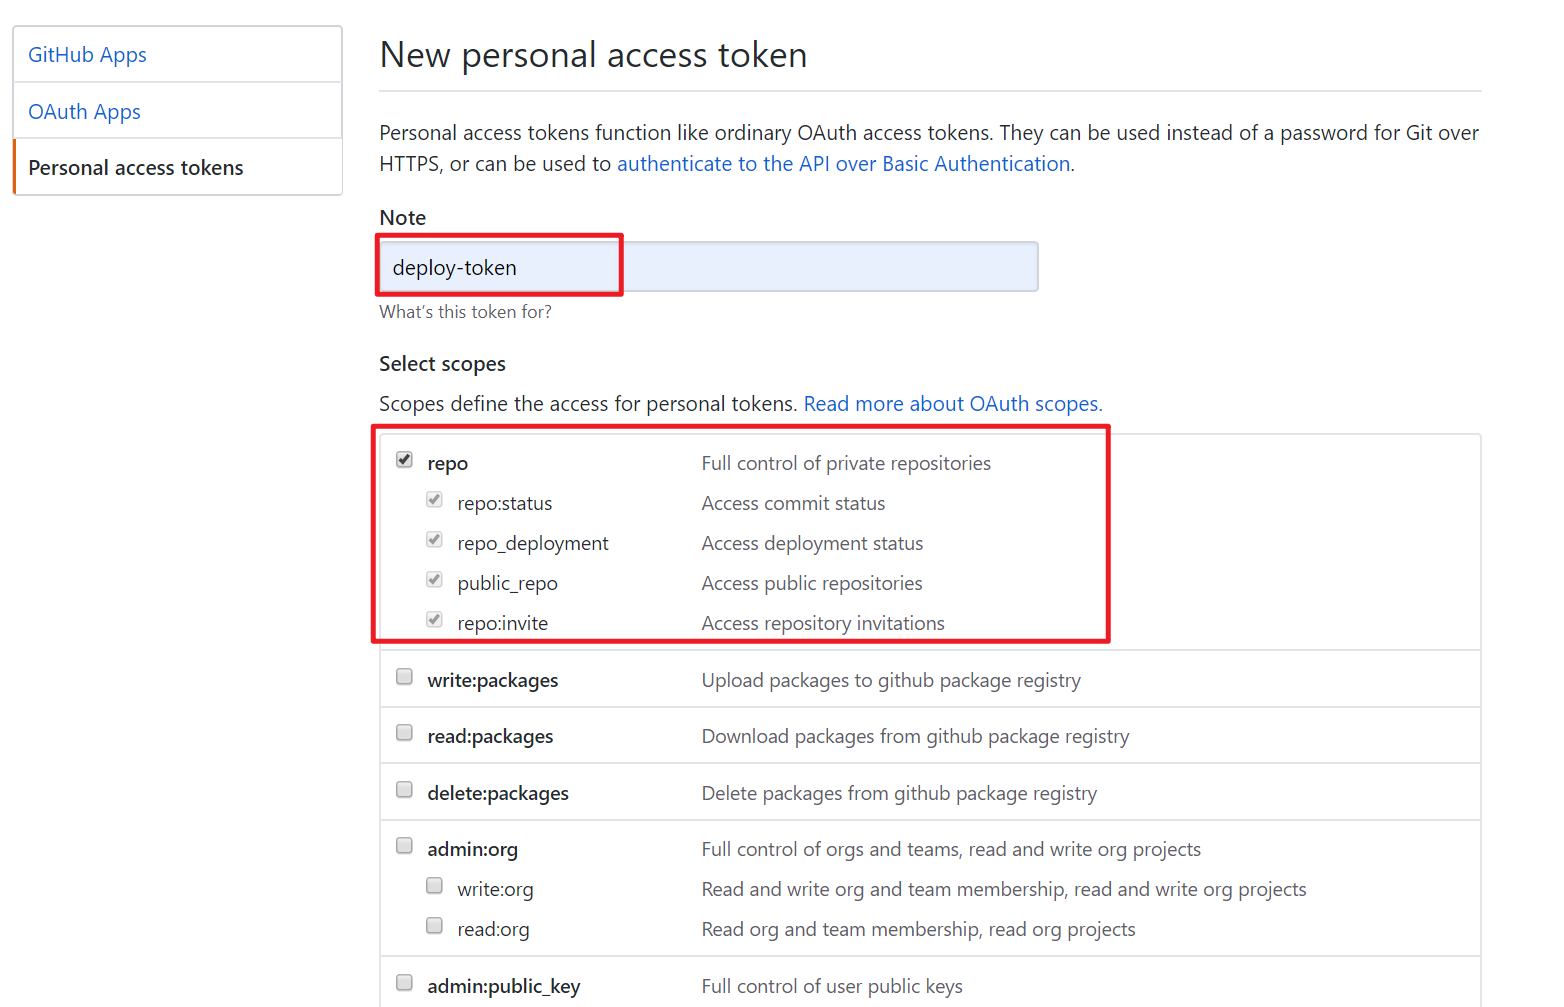 GitHub Apps
OAuth Apps
Personal access tokens
New personal access token
Personal access tokens function like ordinary OAuth access tokens. They can be used instead of a password for Git over
HTTPS, or can be used to authenticate to the API over Basic Authentication.
Note
deploy-token
What's this token for?
Select scopes
Scopes define the access for personal tokens. Read more about OAuth scopes.
repo Full control of private repositories
repo:status Access commit status
repo_deployment Access deployment status
public_repo Access public repositories
repo:invite Access repository invitations
write:packages Upload packages to github package registry
read:packages Download packages from github package registry
delete:packages Delete packages from github package registry
admin:org Full control of orgs and teams, read and write org projects
write:org Read and write org and team membership, read and write org projects
read:org Read org and team membership, read org projects
admin:public_key Full control of user public keys